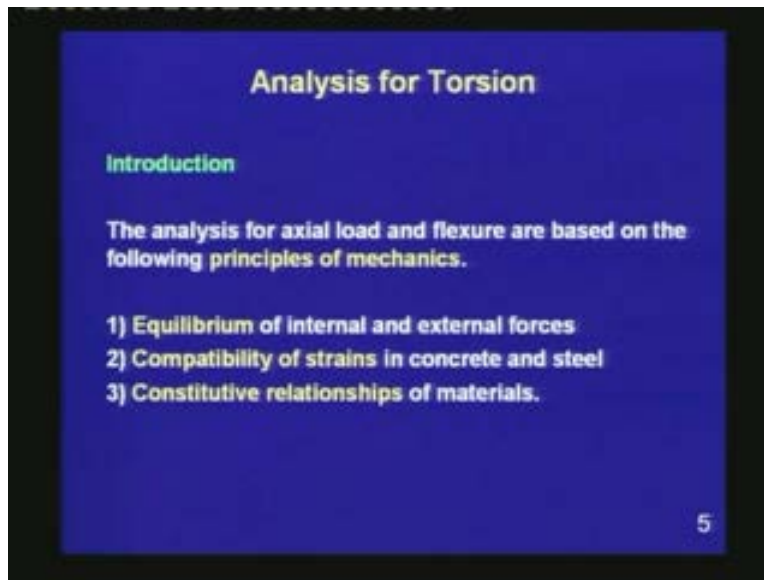 Analysis for Torsion
Introduction
The analysis for axial load and flexure are based on the
following principles of mechanics.
1) Equilibrium of internal and external forces
2) Compatibility of strains in concrete and steel
3) Constitutive relationships of materials.
5